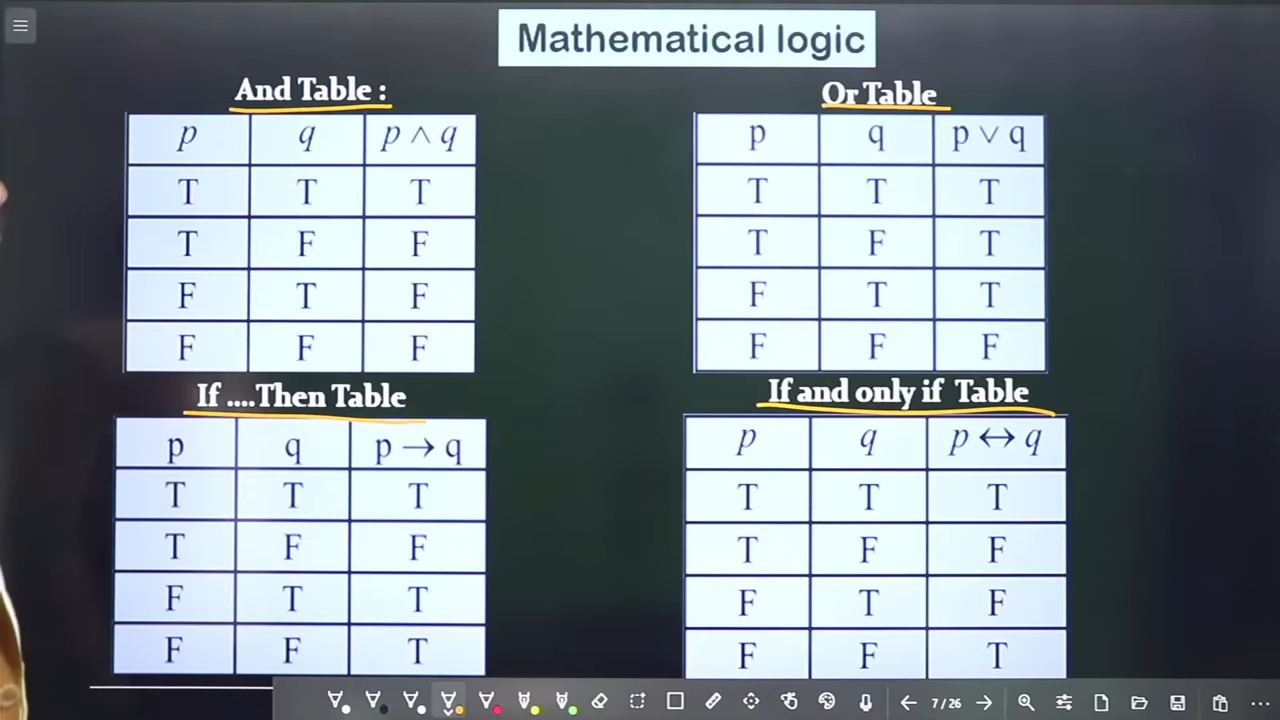 Mathematical logic
And Table :
p q p ∧ q
T T T
T F F
F T F
F F F
Or Table
p q p ∨ q
T T T
T F T
F T T
F F F
If ....Then Table
p q p → q
T T T
T F F
F T T
F F T
If and only if Table
p q p ↔ q
T T T
T F F
F T F
F F T
7/26